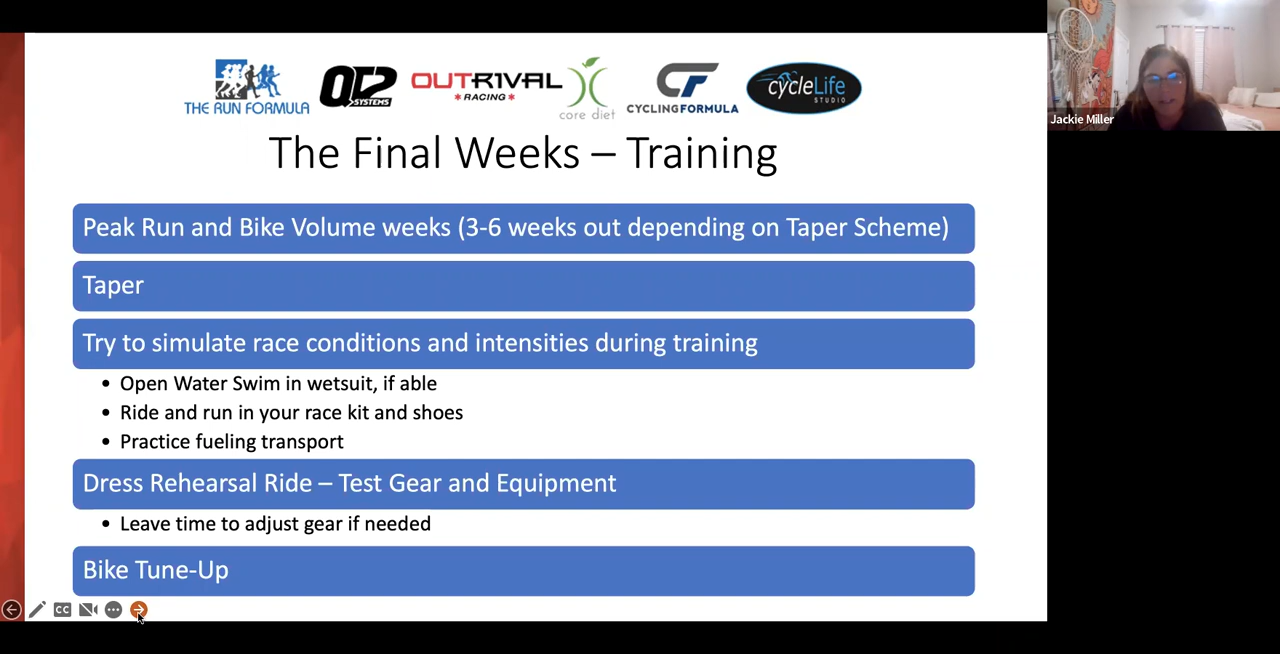 THE RUN FORMULA
QT2
SYSTEMS
OUTRIVAL
*RACING*
core diet
CF
CYCLINGFORMULA
cycleLife
STUDIO
Jackie Miller
The Final Weeks – Training
Peak Run and Bike Volume weeks (3-6 weeks out depending on Taper Scheme)
Taper
Try to simulate race conditions and intensities during training
• Open Water Swim in wetsuit, if able
• Ride and run in your race kit and shoes
• Practice fueling transport
Dress Rehearsal Ride – Test Gear and Equipment
• Leave time to adjust gear if needed
Bike Tune-Up
CC